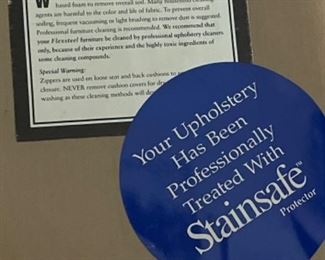 W based foam to remove overall soil. Many household cleaning
agents are harmful to the color and life of fabric. To prevent overall
soiling, frequent vacuuming or light brushing to remove dust is suggested.
Professional furniture cleaning is recommended. We recommend that
your Flexsteel furniture be cleaned by professional upholstery cleaners
only, because of their experience and the highly toxic ingredients of
some cleaning compounds.
Special Warning:
Zippers are used on loose seat and back cushions to
closure. NEVER remove cushion covers for
washing as these cleaning methods will
Your Upholstery
Has Been
Professionally
Treated With
Stainsafe™
Protector